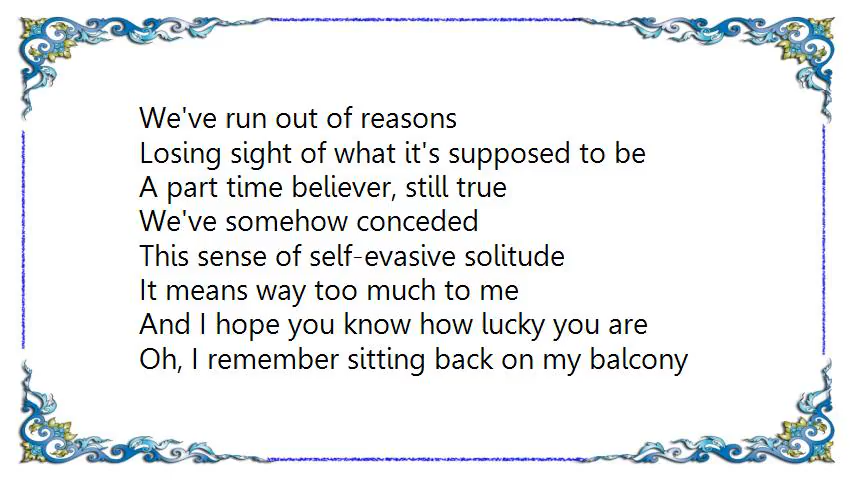 We've run out of reasons
Losing sight of what it's supposed to be
A part time believer, still true
We've somehow conceded
This sense of self-evasive solitude
It means way too much to me
And I hope you know how lucky you are
Oh, I remember sitting back on my balcony